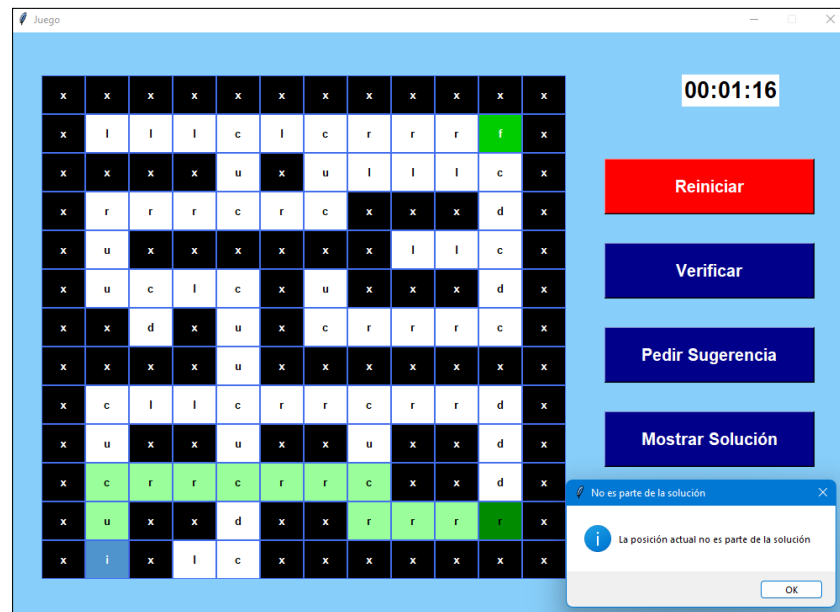 Juego
00:01:16
x x x x x x x x x x x x
x l l l c l c r r r f x
x x x x u x u l l l c x
x r r r c r c x x x d x
x u x x x x x x l l c x
x u c l c x u x x x d x
x x d x u x c r r r c x
x x x x u x x x x x x x
x c l l c r r c r r d x
x u x x u x x u x x d x
x c r r c r r c x x d x
x u x x d x x r r r r x
x i x l c x x x x x x x
Reiniciar
Verificar
Pedir Sugerencia
Mostrar Solución
No es parte de la solución
i
La posición actual no es parte de la solución
OK